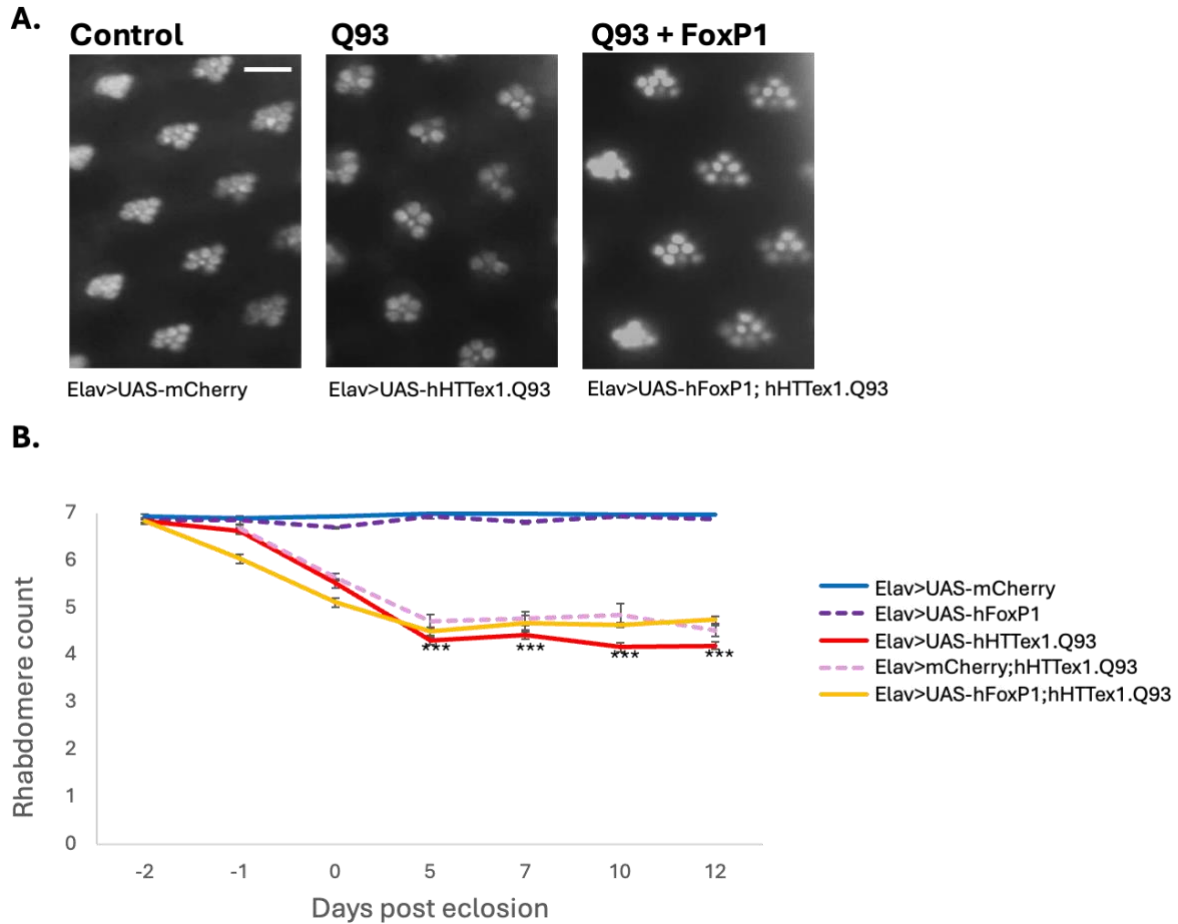 A.
Control Q93 Q93 + FoxP1
Elav>UAS-mCherry Elav>UAS-hHTTex1.Q93 Elav>UAS-hFoxP1; hHTTex1.Q93
B.
Rhabdomere count
7
6
5
4
3
2
1
0
*** *** *** ***
-2 -1 0 5 7 10 12
Days post eclosion
Elav>UAS-mCherry
Elav>UAS-hFoxP1
Elav>UAS-hHTTex1.Q93
Elav>mCherry;hHTTex1.Q93
Elav>UAS-hFoxP1;hHTTex1.Q93